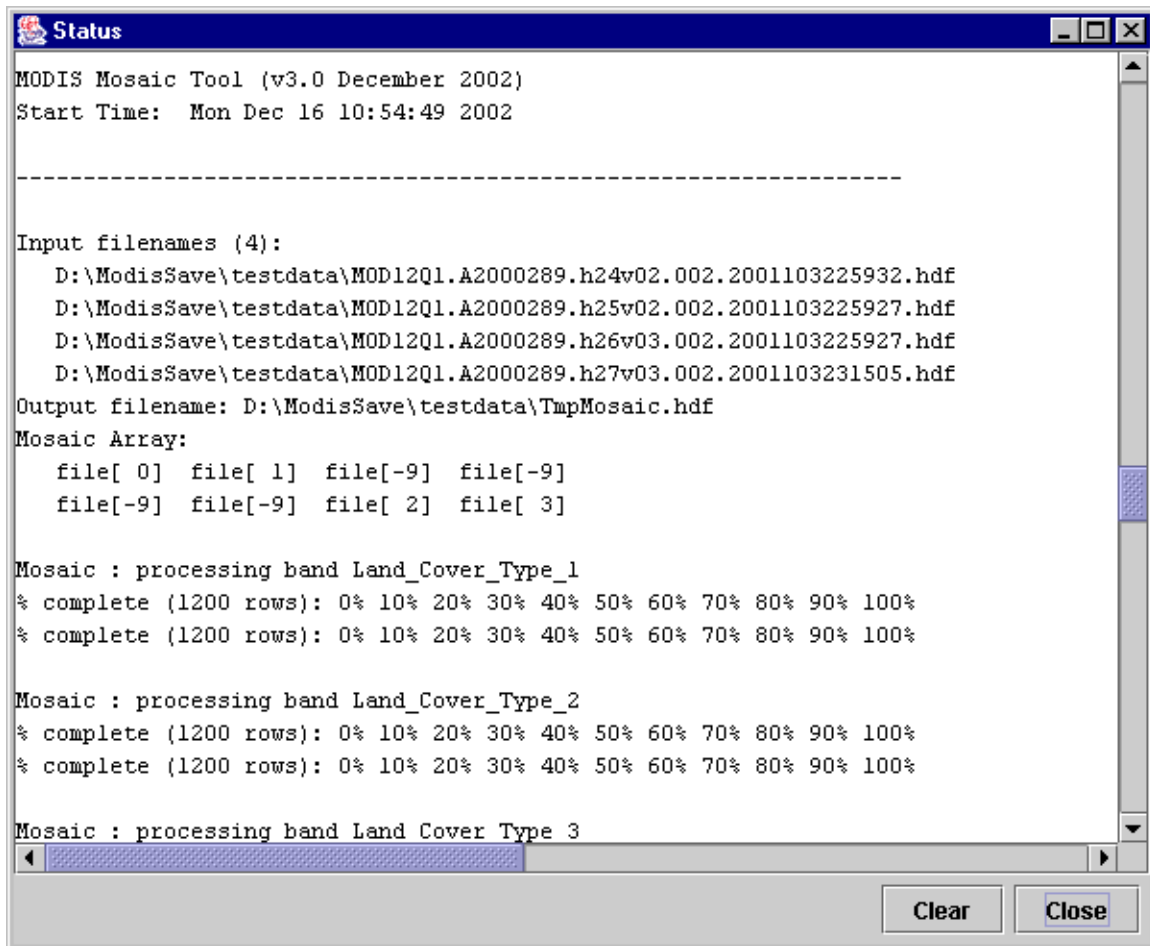 Status
MODIS Mosaic Tool (v3.0 December 2002)
Start Time:  Mon Dec 16 10:54:49 2002
------------------------------------------------------------------
Input filenames (4):
   D:\ModisSave\testdata\MOD12Q1.A2000289.h24v02.002.2001103225932.hdf
   D:\ModisSave\testdata\MOD12Q1.A2000289.h25v02.002.2001103225927.hdf
   D:\ModisSave\testdata\MOD12Q1.A2000289.h26v03.002.2001103225927.hdf
   D:\ModisSave\testdata\MOD12Q1.A2000289.h27v03.002.2001103231505.hdf
Output filename: D:\ModisSave\testdata\TmpMosaic.hdf
Mosaic Array:
   file[ 0]  file[ 1]  file[-9]  file[-9]
   file[-9]  file[-9]  file[ 2]  file[ 3]
Mosaic : processing band Land_Cover_Type_1
% complete (1200 rows): 0% 10% 20% 30% 40% 50% 60% 70% 80% 90% 100%
% complete (1200 rows): 0% 10% 20% 30% 40% 50% 60% 70% 80% 90% 100%
Mosaic : processing band Land_Cover_Type_2
% complete (1200 rows): 0% 10% 20% 30% 40% 50% 60% 70% 80% 90% 100%
% complete (1200 rows): 0% 10% 20% 30% 40% 50% 60% 70% 80% 90% 100%
Mosaic : processing band Land Cover Type 3
Clear Close